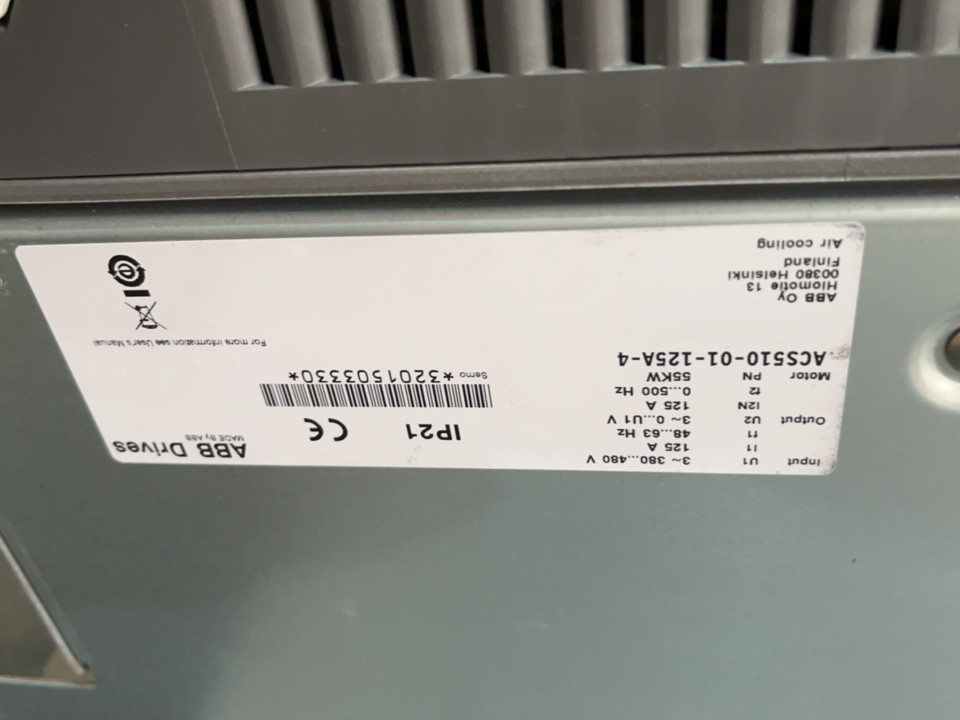 Input U1 3~ 380...480 V
I1 125 A
f1 48...63 Hz
Output U2 3~ 0...U1 V
I2N 125 A
f2 0...500 Hz
Motor PN 55KW
ACS510-01-125A-4
ABB Oy
Hiomotie 13
00380 Helsinki
Finland
Air cooling
IP21 CE
Serno *3201503330*
ABB Drives
MADE By ABB
For more information see User's Manual
e